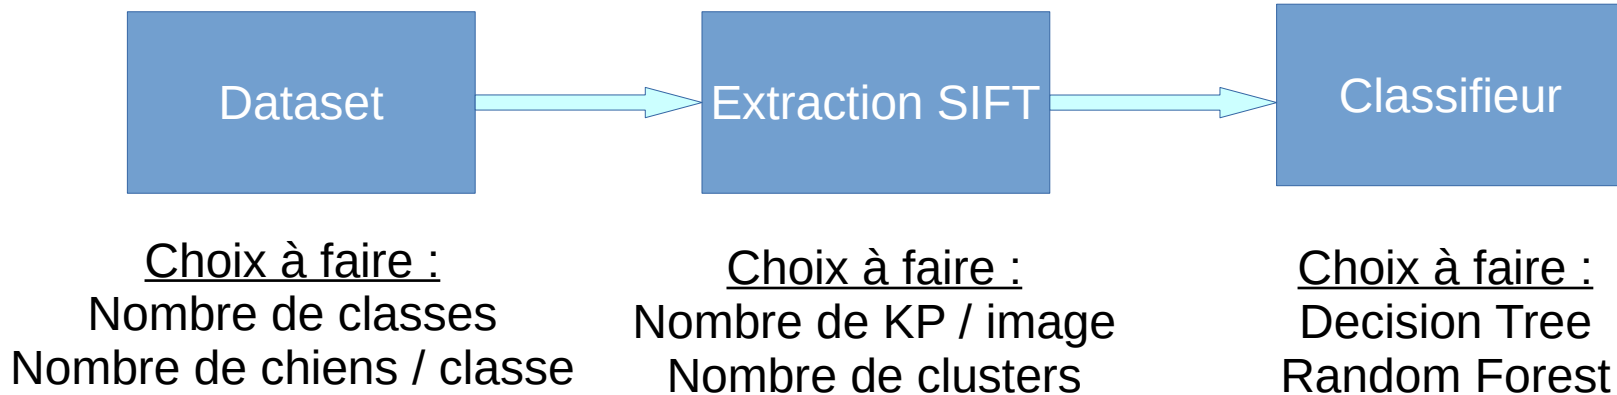 Dataset
Extraction SIFT
Classifieur
Choix à faire :
Nombre de classes
Nombre de chiens / classe
Choix à faire :
Nombre de KP / image
Nombre de clusters
Choix à faire :
Decision Tree
Random Forest